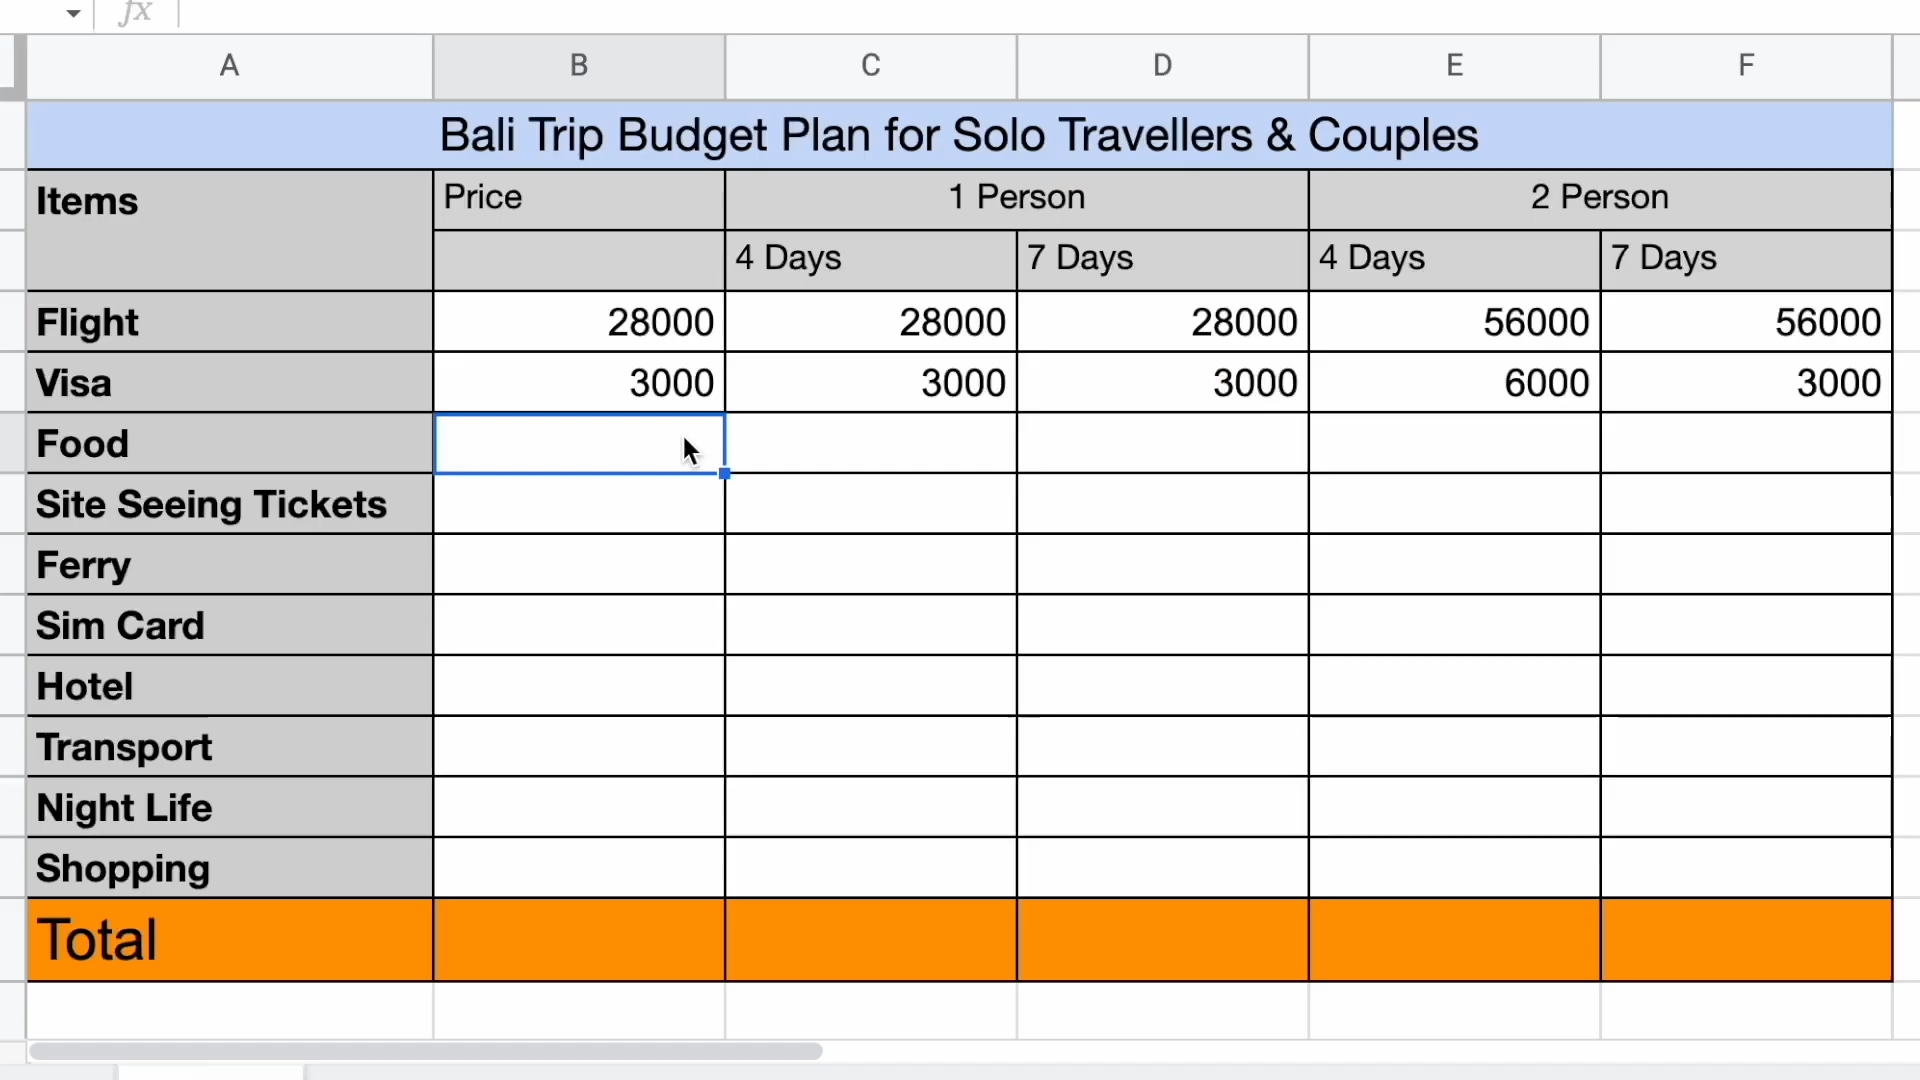 fx
A B C D E F
Bali Trip Budget Plan for Solo Travellers & Couples
Items Price 1 Person 2 Person
4 Days 7 Days 4 Days 7 Days
Flight 28000 28000 28000 56000 56000
Visa 3000 3000 3000 6000 3000
Food
Site Seeing Tickets
Ferry
Sim Card
Hotel
Transport
Night Life
Shopping
Total